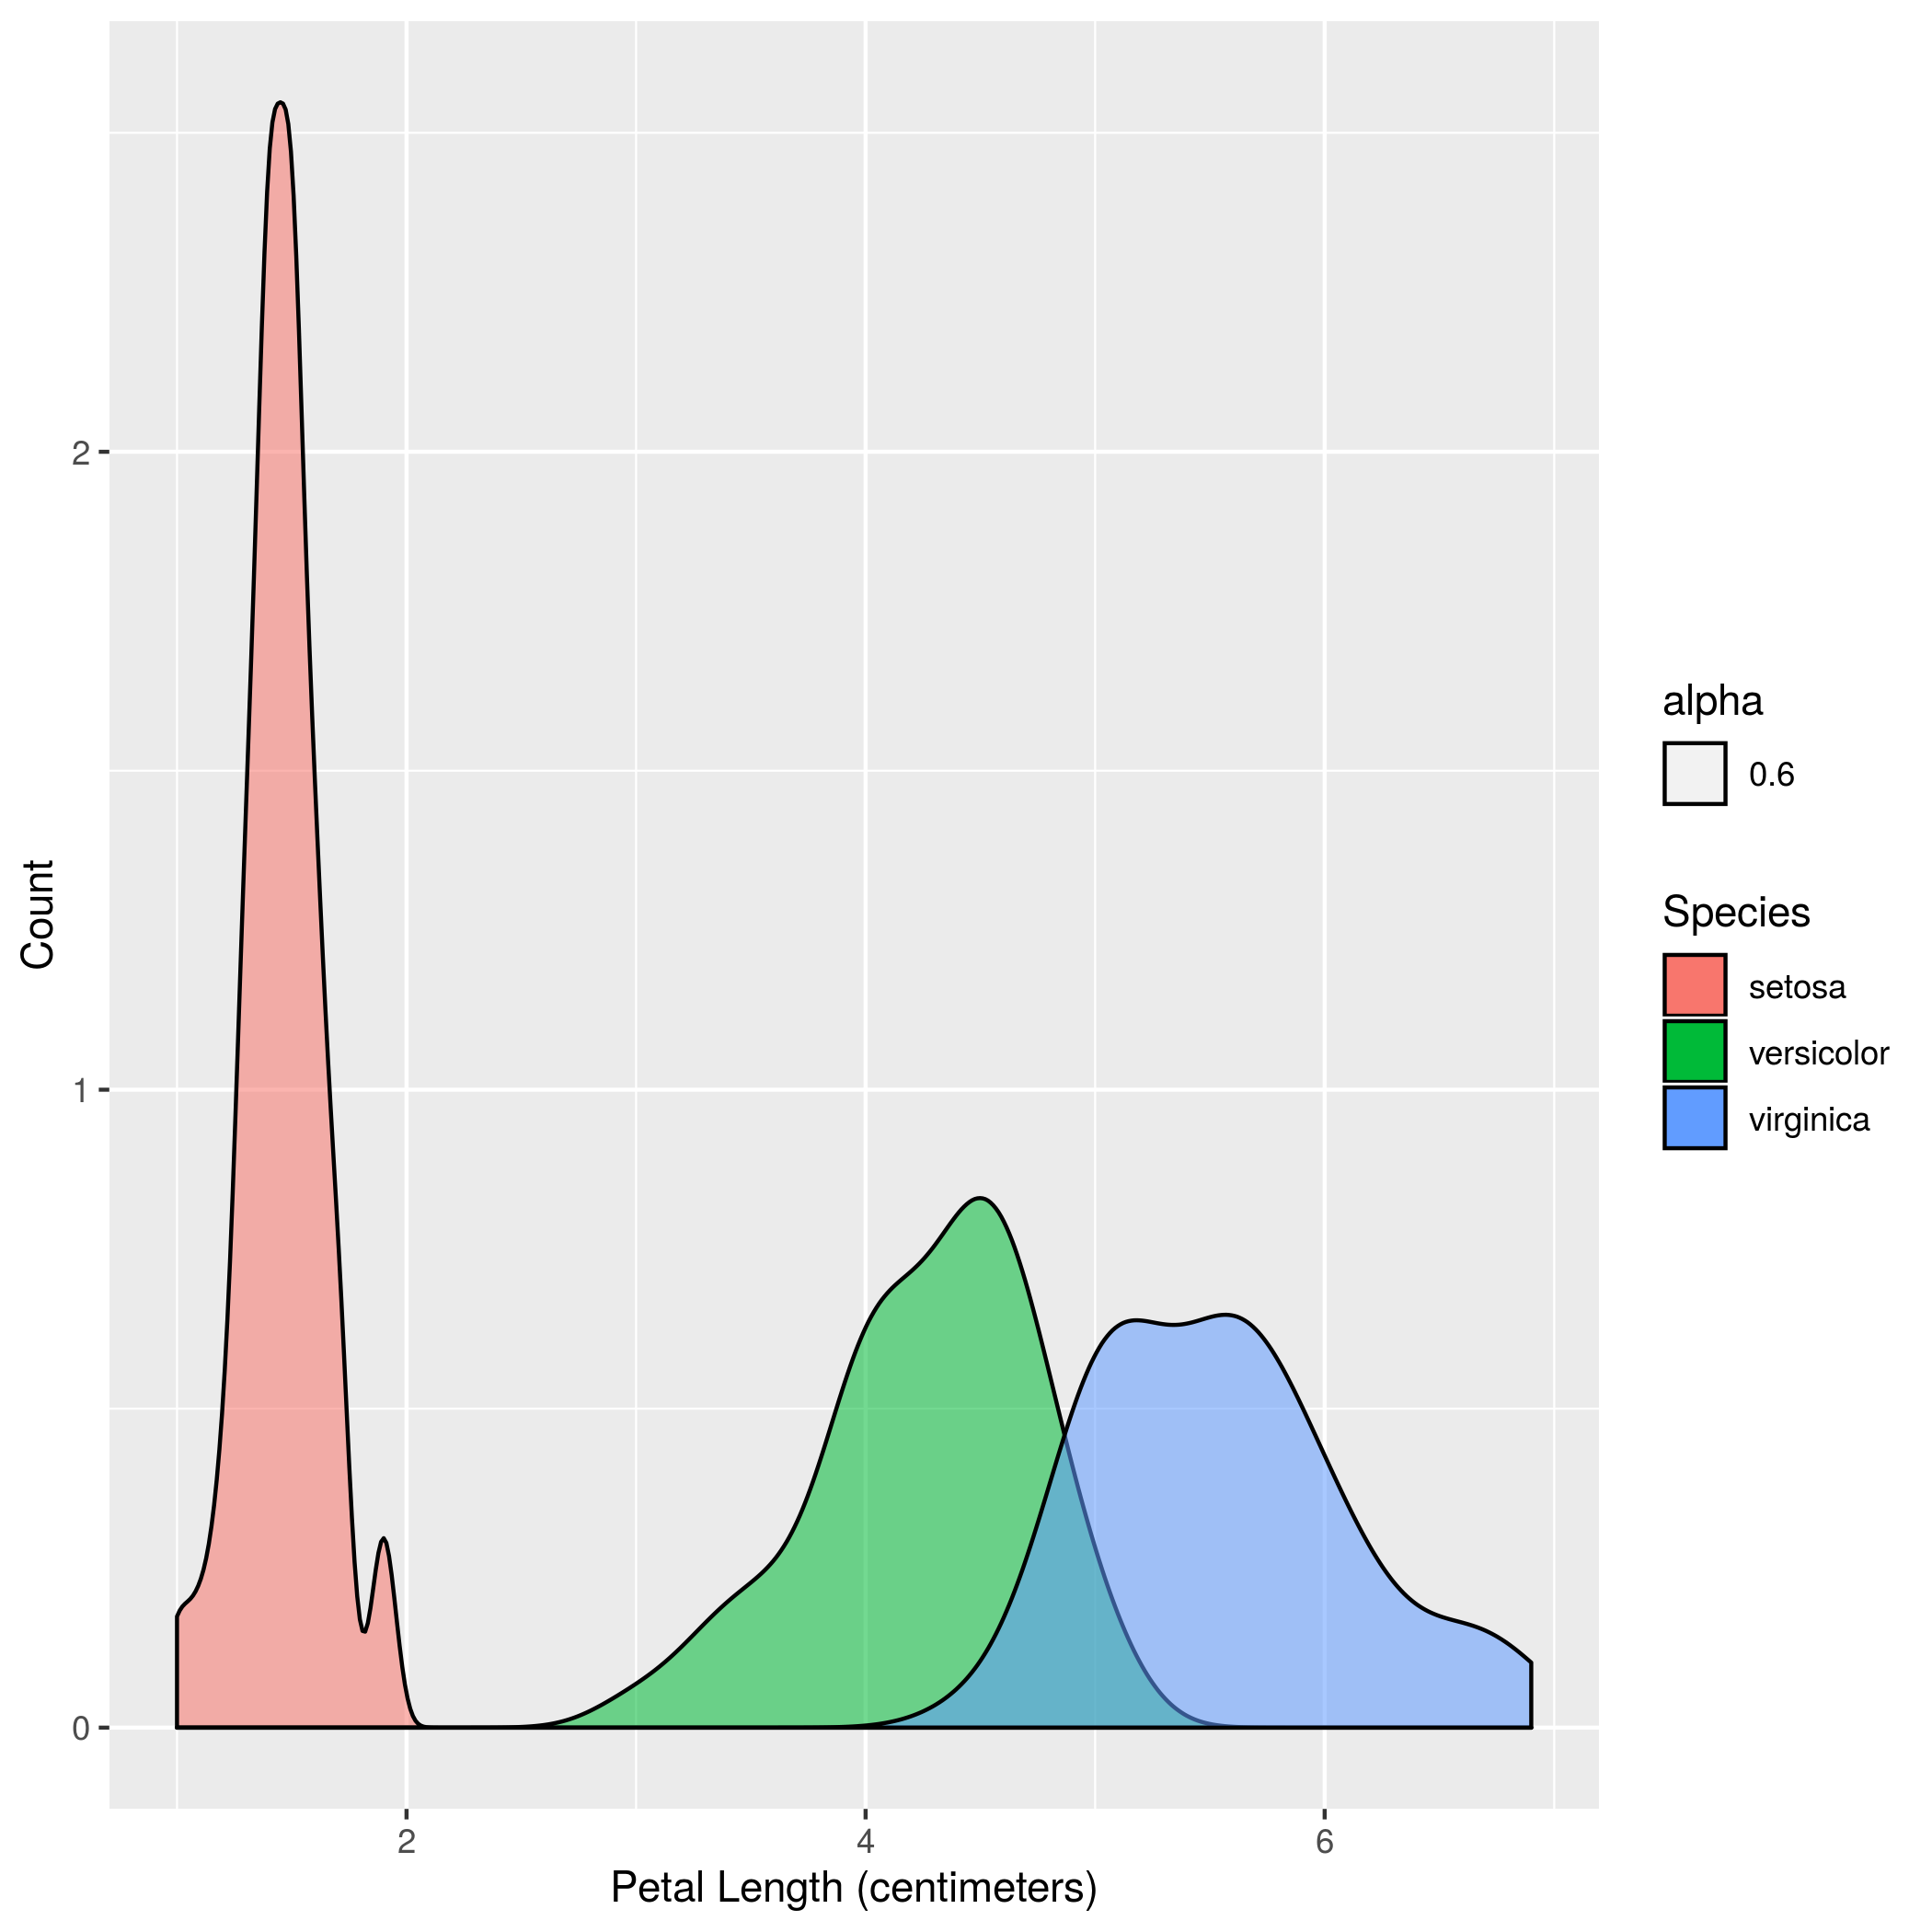 Count
2
1
0
2 4 6
Petal Length (centimeters)
alpha
0.6
Species
setosa
versicolor
virginica